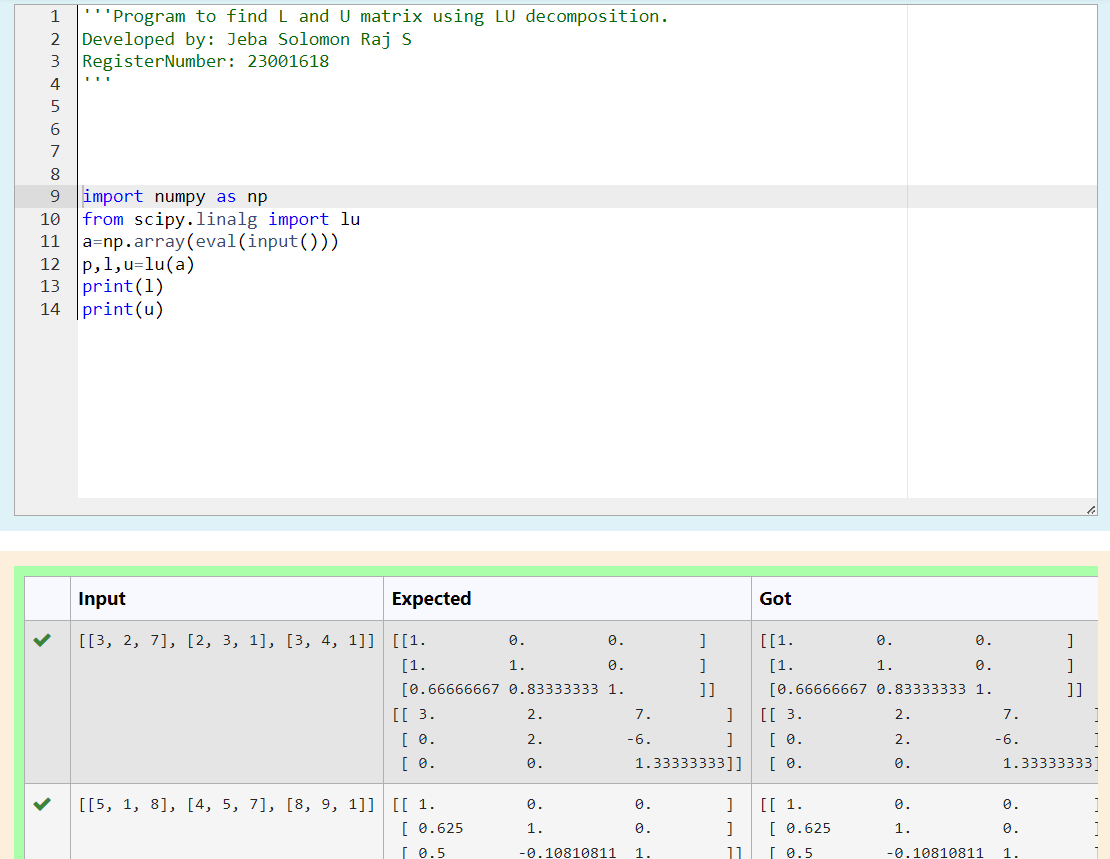 1 '''Program to find L and U matrix using LU decomposition.
2 Developed by: Jeba Solomon Raj S
3 RegisterNumber: 23001618
4 '''
5
6
7
8
9 import numpy as np
10 from scipy.linalg import lu
11 a=np.array(eval(input()))
12 p,l,u=lu(a)
13 print(l)
14 print(u)
Input Expected Got
[[3, 2, 7], [2, 3, 1], [3, 4, 1]] [[1. 0. 0. ] [[1. 0. 0. ]
[1. 1. 0. ] [1. 1. 0. ]
[0.66666667 0.83333333 1. ]] [0.66666667 0.83333333 1. ]]
[[ 3. 2. 7. ] [[ 3. 2. 7. ]
[ 0. 2. -6. ] [ 0. 2. -6. ]
[ 0. 0. 1.33333333]] [ 0. 0. 1.33333333]
[[5, 1, 8], [4, 5, 7], [8, 9, 1]] [[ 1. 0. 0. ] [[ 1. 0. 0. ]
[ 0.625 1. 0. ] [ 0.625 1. 0. ]
[ 0.5 -0.10810811 1. ]] [ 0.5 -0.10810811 1. ]